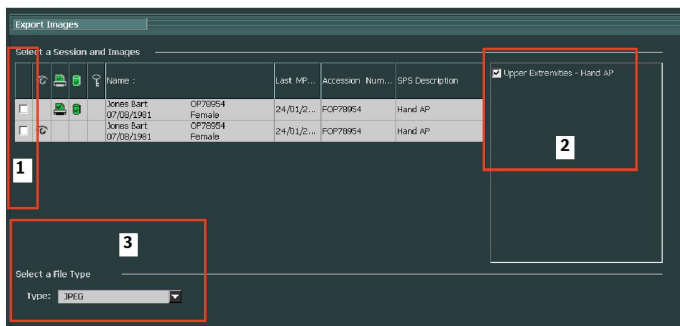 Export Images
Select a Session and Images
Name : Last MP... Accession Num... SPS Description
Jones Bart OP78954 24/01/2... FOP78954 Hand AP
07/08/1981 Female
Jones Bart OP78954 24/01/2... FOP78954 Hand AP
07/08/1981 Female
Upper Extremities - Hand AP
1
2
3
Select a File Type
Type: JPEG